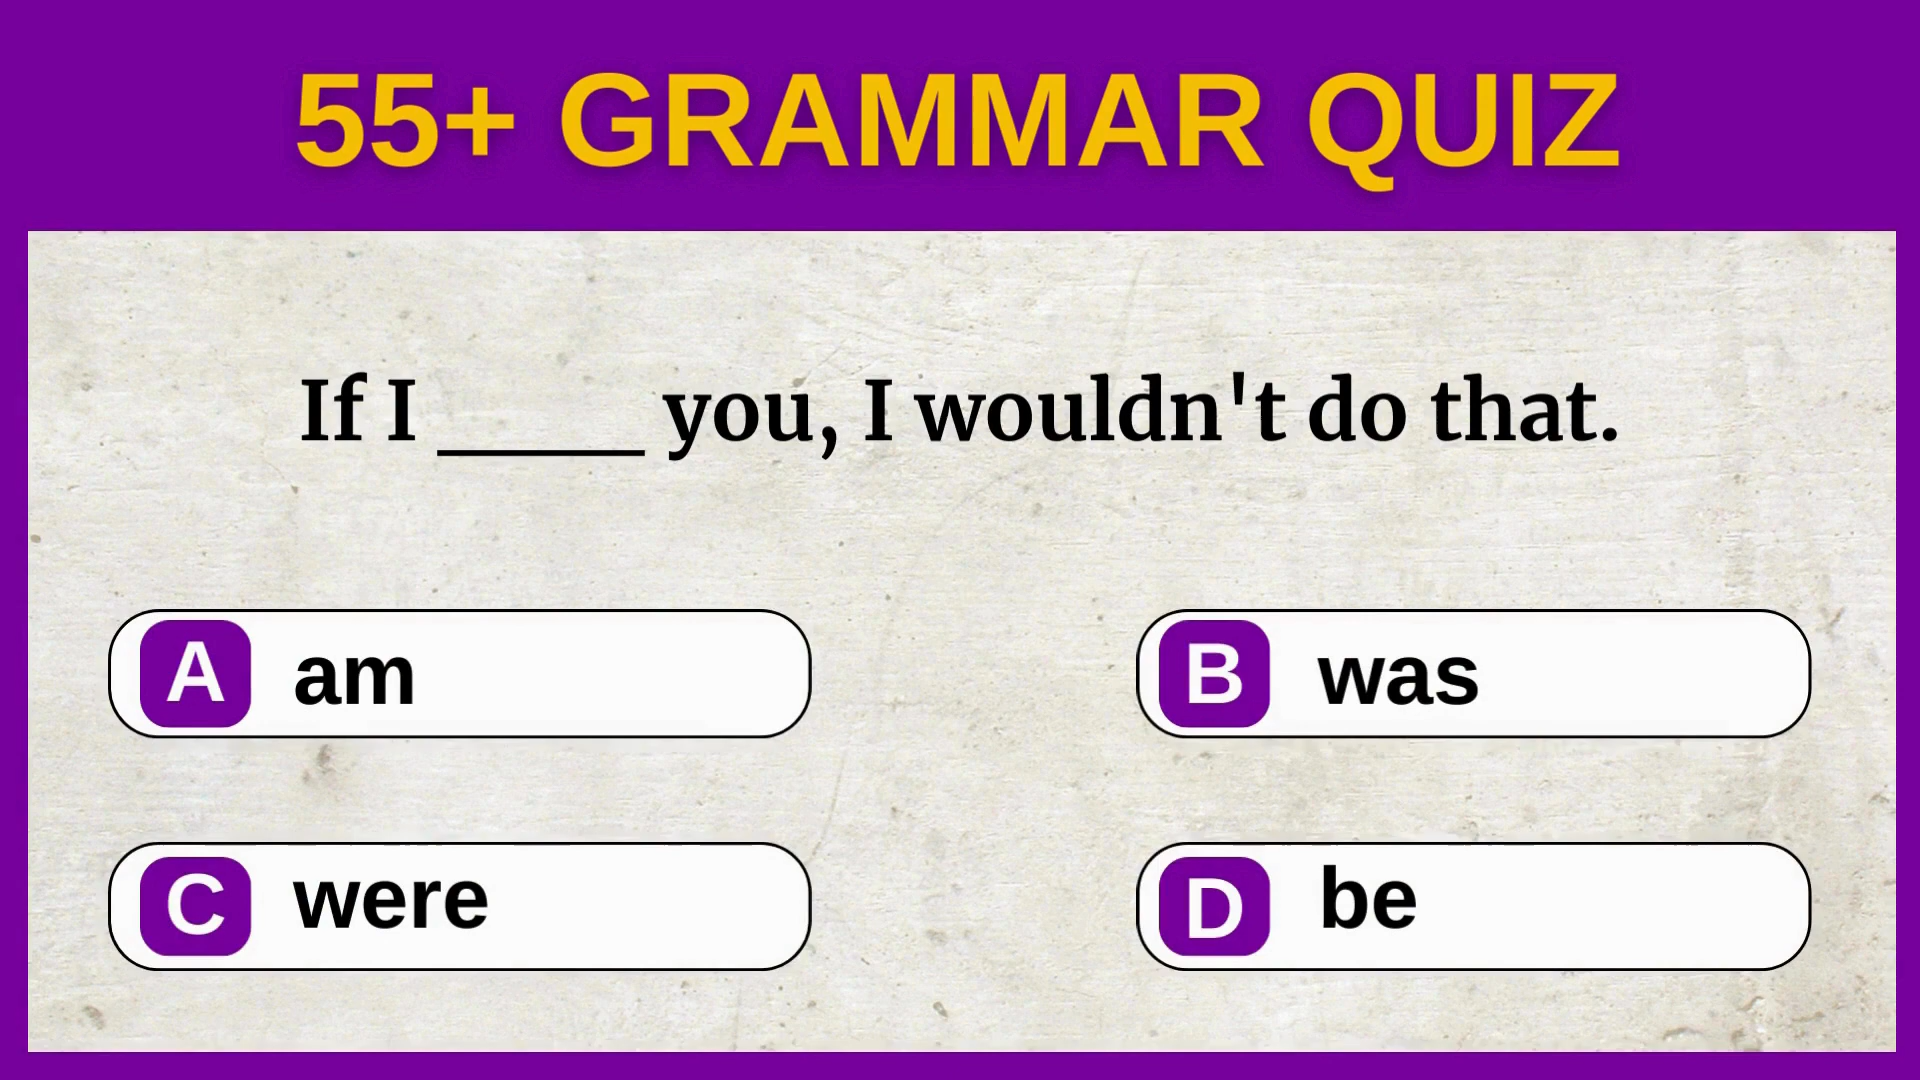 55+ GRAMMAR QUIZ
If I _____ you, I wouldn't do that.
A am
B was
C were
D be